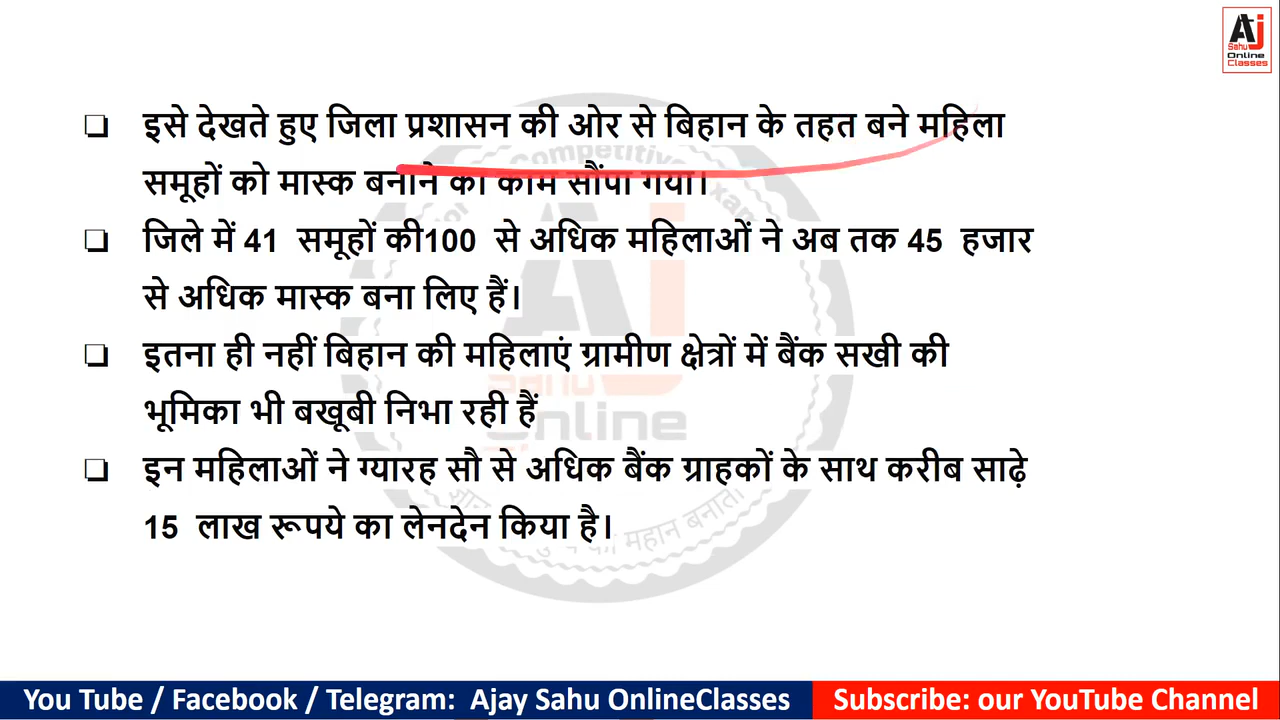 Aj
Sahu
Online
Classes
❑ इसे देखते हुए जिला प्रशासन की ओर से बिहान के तहत बने महिला
समूहों को मास्क बनाने का काम सौंपा गया।
❑ जिले में 41 समूहों की100 से अधिक महिलाओं ने अब तक 45 हजार
से अधिक मास्क बना लिए हैं।
❑ इतना ही नहीं बिहान की महिलाएं ग्रामीण क्षेत्रों में बैंक सखी की
भूमिका भी बखूबी निभा रही हैं
❑ इन महिलाओं ने ग्यारह सौ से अधिक बैंक ग्राहकों के साथ करीब साढ़े
15 लाख रूपये का लेनदेन किया है।
You Tube / Facebook / Telegram: Ajay Sahu OnlineClasses
Subscribe: our YouTube Channel